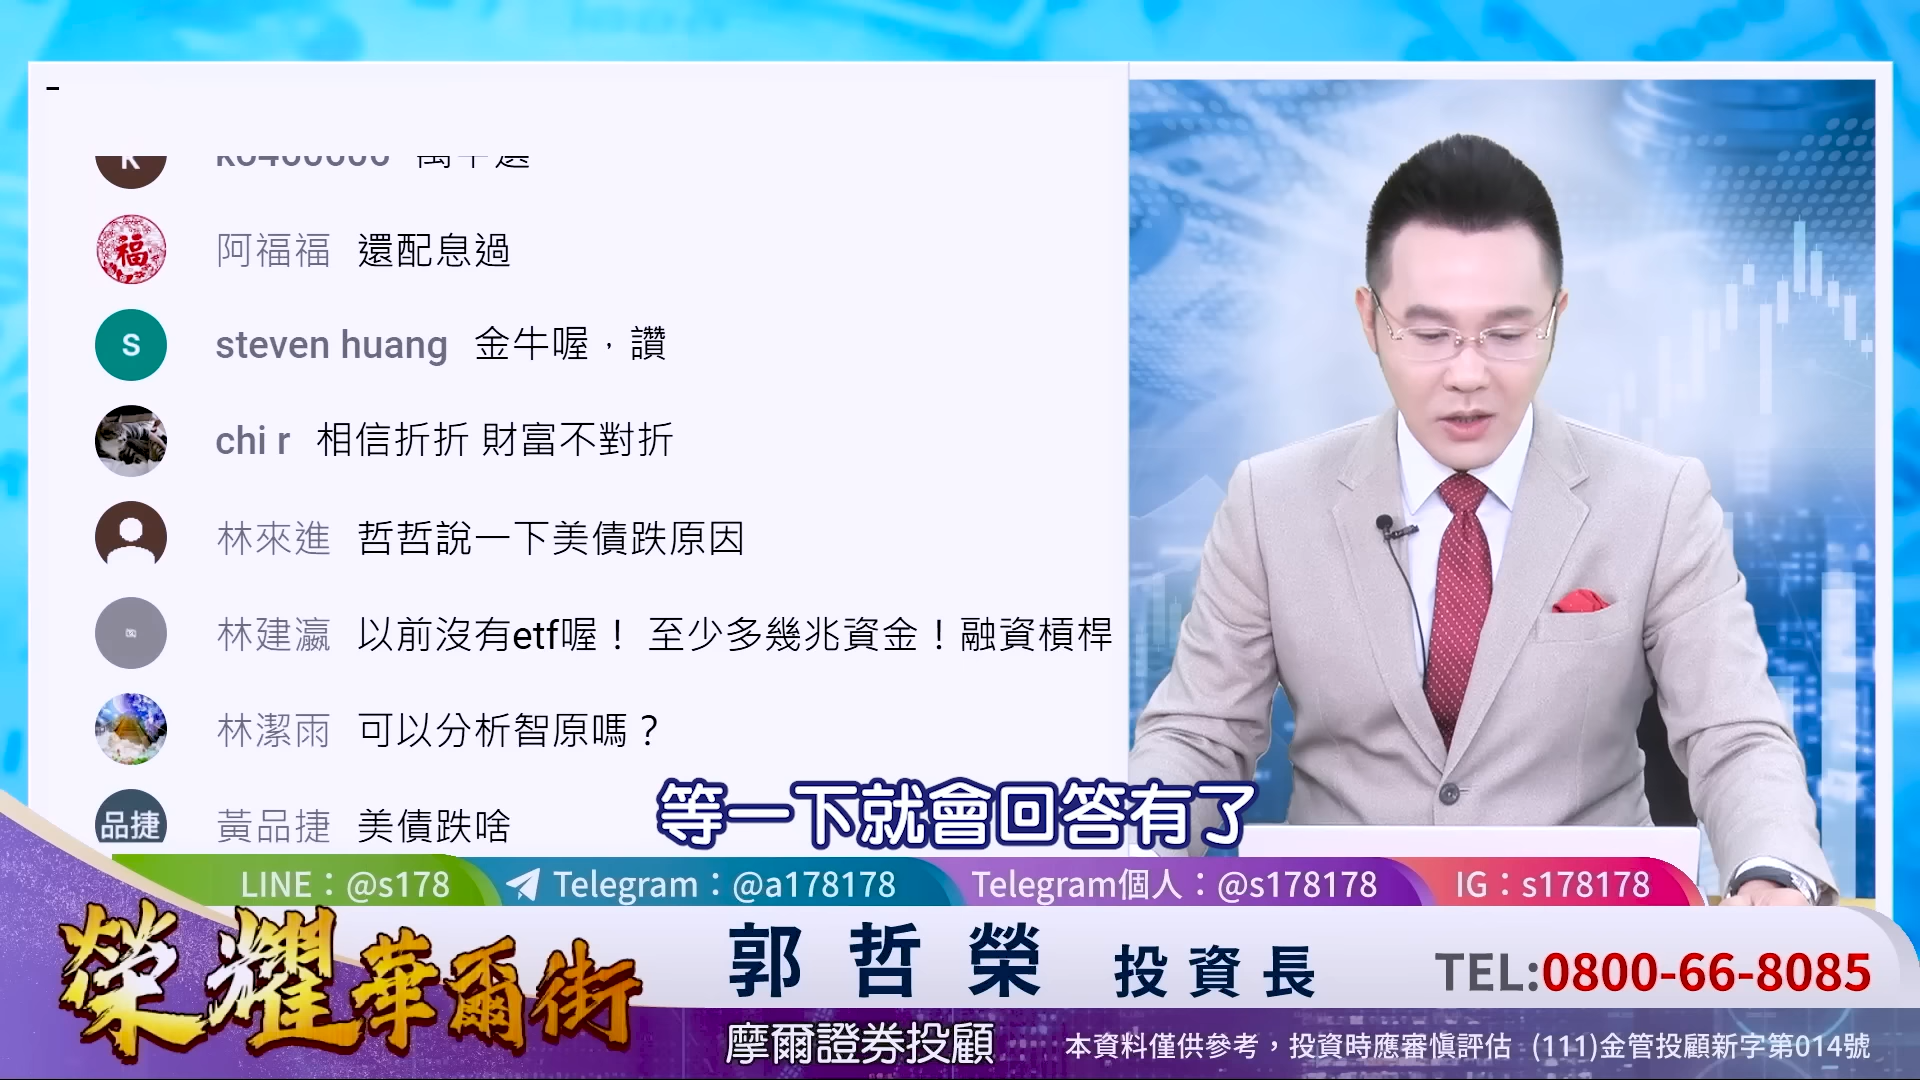 阿福福 還配息過
steven huang 金牛喔，讚
chi r 相信折折 財富不對折
林來進 哲哲說一下美債跌原因
林建瀛 以前沒有etf喔！ 至少多幾兆資金！融資槓桿
林潔雨 可以分析智原嗎？
黃品捷 美債跌啥
福
S
品捷
等一下就會回答有了
LINE：@s178
Telegram：@a178178
Telegram個人：@s178178
IG：s178178
榮耀華爾街
郭哲榮 投資長
TEL:0800-66-8085
摩爾證券投顧
本資料僅供參考，投資時應審慎評估 (111)金管投顧新字第014號